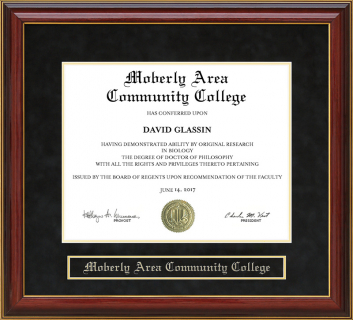 Moberly Area
Community College
HAS CONFERRED UPON
DAVID GLASSIN
HAVING DEMONSTRATED ABILITY BY ORIGINAL RESEARCH
IN BIOLOGY
THE DEGREE OF DOCTOR OF PHILOSOPHY
WITH ALL THE RIGHTS AND PRIVILEGES THERETO PERTAINING
ISSUED BY THE BOARD OF REGENTS UPON RECOMMENDATION OF THE FACULTY
JUNE 14, 2017
PROVOST
PRESIDENT
Moberly Area Community College